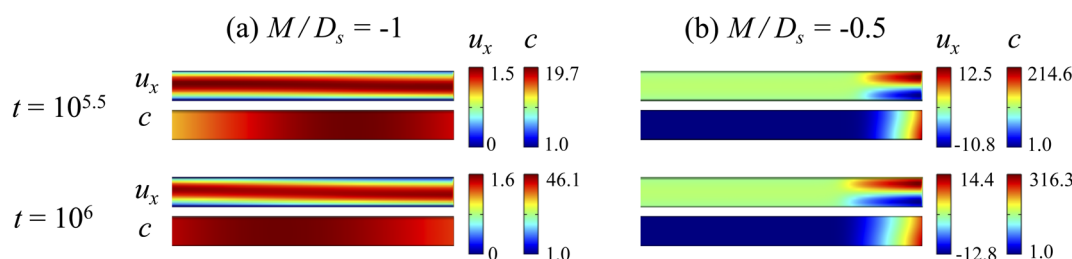 (a) M/Ds = -1
(b) M/Ds = -0.5
ux c
ux c
t = 10^5.5
ux
c
1.5
0
19.7
1.0
12.5
-10.8
214.6
1.0
t = 10^6
ux
c
1.6
0
46.1
1.0
14.4
-12.8
316.3
1.0